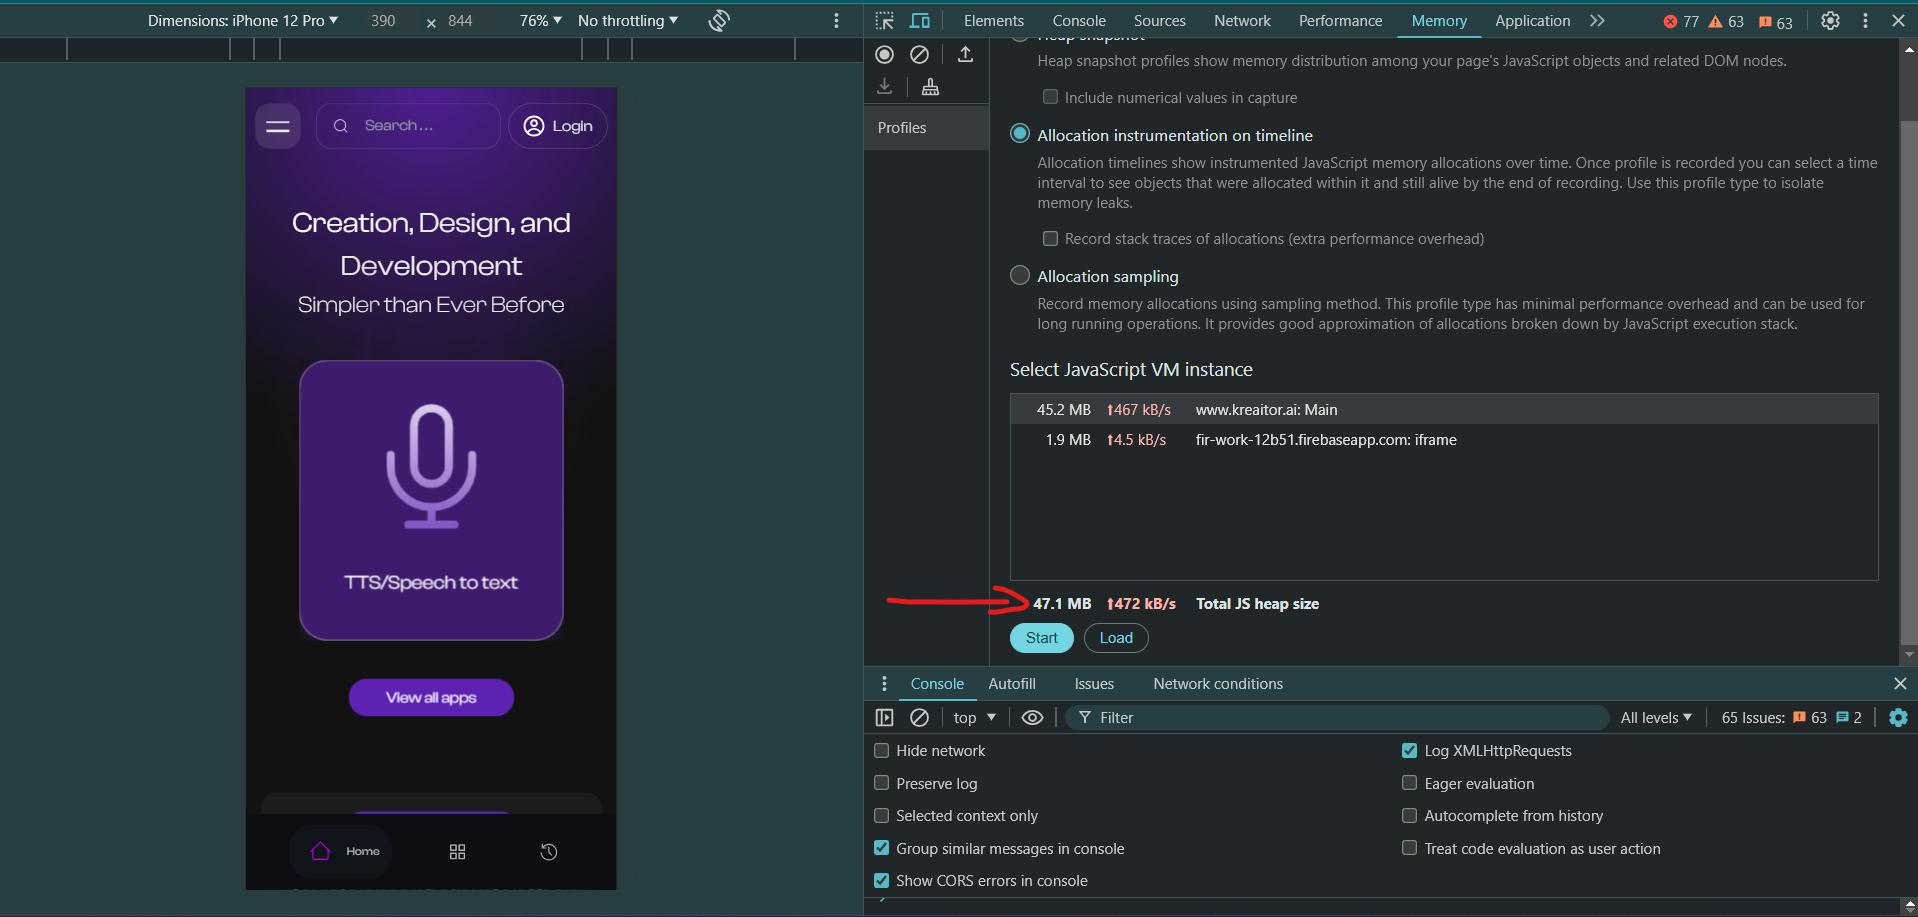 Dimensions: iPhone 12 Pro ▼ 390 × 844 76% ▼ No throttling ▼
Elements Console Sources Network Performance Memory Application 77 63 63
Search...
Login
Creation, Design, and
Development
Simpler than Ever Before
TTS/Speech to text
View all apps
Home
Profiles
Heap snapshot
Heap snapshot profiles show memory distribution among your page's JavaScript objects and related DOM nodes.
Include numerical values in capture
Allocation instrumentation on timeline
Allocation timelines show instrumented JavaScript memory allocations over time. Once profile is recorded you can select a time
interval to see objects that were allocated within it and still alive by the end of recording. Use this profile type to isolate
memory leaks.
Record stack traces of allocations (extra performance overhead)
Allocation sampling
Record memory allocations using sampling method. This profile type has minimal performance overhead and can be used for
long running operations. It provides good approximation of allocations broken down by JavaScript execution stack.
Select JavaScript VM instance
45.2 MB ↑467 kB/s www.kreaitor.ai: Main
1.9 MB ↑4.5 kB/s fir-work-12b51.firebaseapp.com: iframe
47.1 MB ↑472 kB/s Total JS heap size
Start Load
Console Autofill Issues Network conditions
top ▼ Filter All levels ▼ 65 Issues: 63 2
Hide network
Log XMLHttpRequests
Preserve log
Eager evaluation
Selected context only
Autocomplete from history
Group similar messages in console
Treat code evaluation as user action
Show CORS errors in console